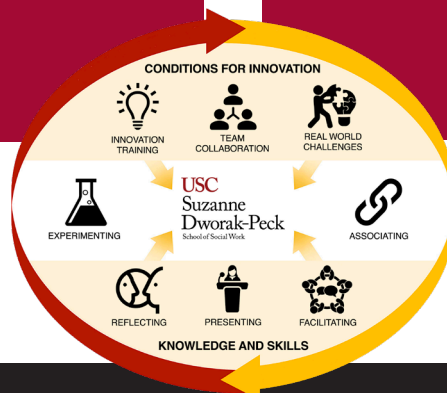 CONDITIONS FOR INNOVATION
INNOVATION
TRAINING
TEAM
COLLABORATION
REAL WORLD
CHALLENGES
USC
Suzanne
Dworak-Peck
School of Social Work
EXPERIMENTING
ASSOCIATING
REFLECTING
PRESENTING
FACILITATING
KNOWLEDGE AND SKILLS